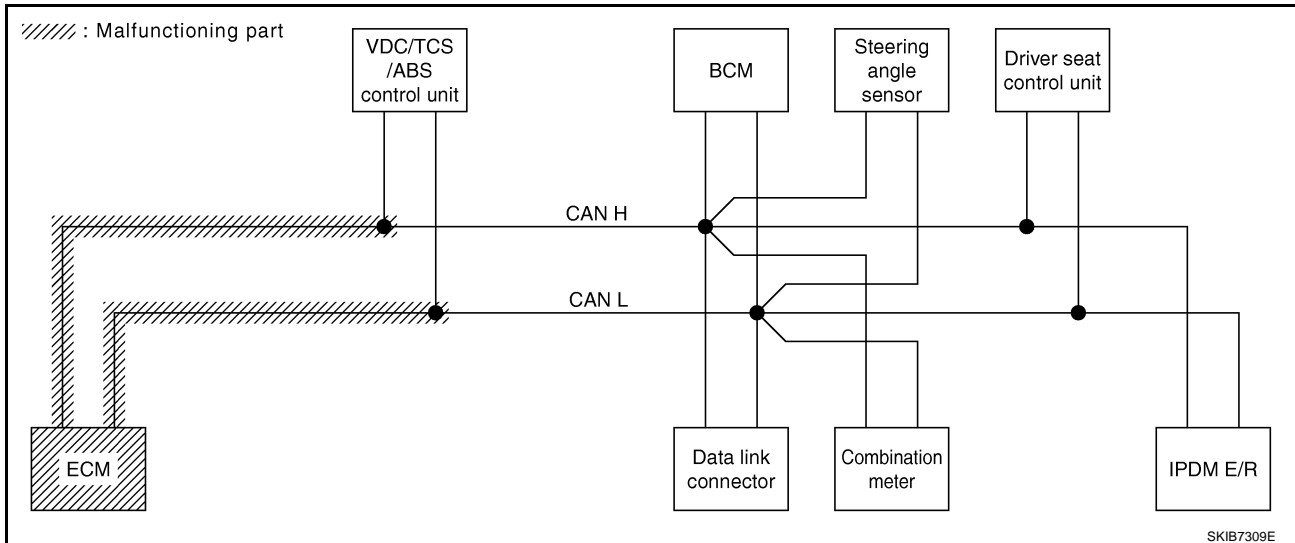 : Malfunctioning part
VDC/TCS
/ABS
control unit
BCM
Steering
angle
sensor
Driver seat
control unit
CAN H
CAN L
ECM
Data link
connector
Combination
meter
IPDM E/R
SKIB7309E